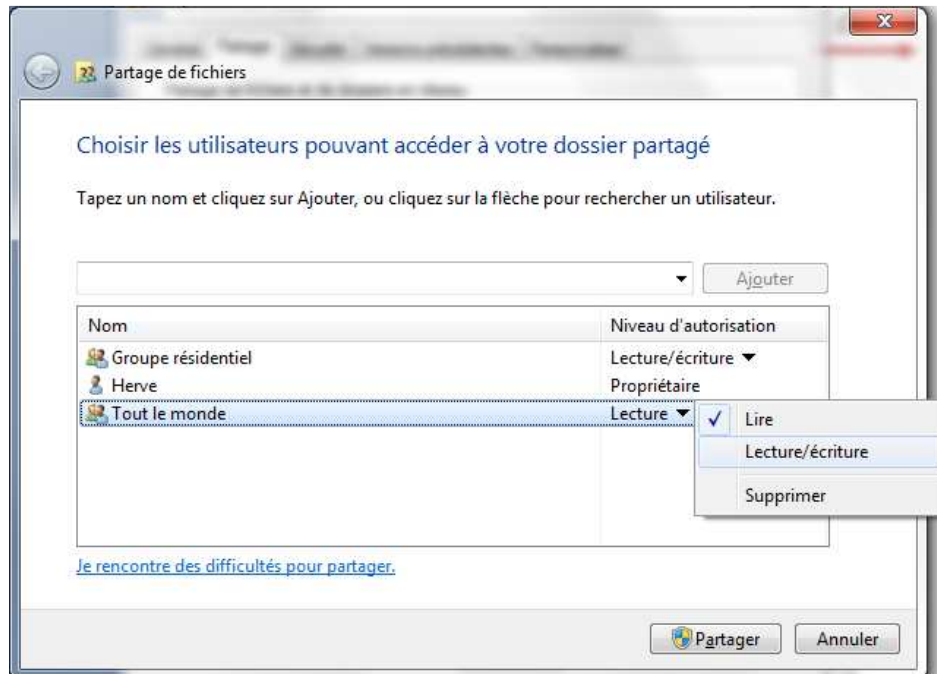 Partage de fichiers
Choisir les utilisateurs pouvant accéder à votre dossier partagé
Tapez un nom et cliquez sur Ajouter, ou cliquez sur la flèche pour rechercher un utilisateur.
Ajouter
Nom Niveau d'autorisation
Groupe résidentiel Lecture/écriture
Herve Propriétaire
Tout le monde Lecture
Lire
Lecture/écriture
Supprimer
Je rencontre des difficultés pour partager.
Partager Annuler